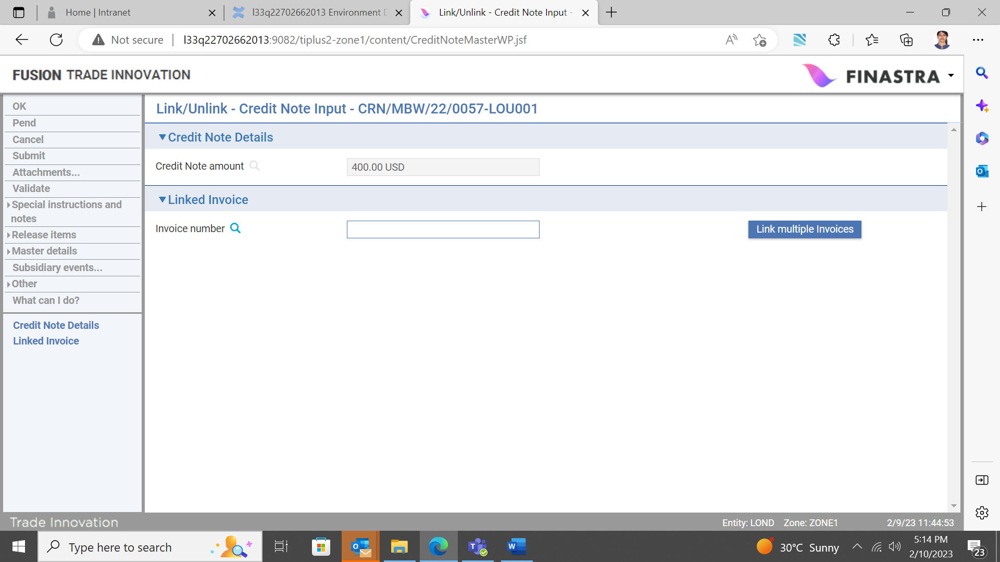 Home | Intranet
l33q22702662013 Environment D
Link/Unlink - Credit Note Input -
Not secure
l33q22702662013:9082/tiplus2-zone1/content/CreditNoteMasterWP.jsf
FUSION TRADE INNOVATION
FINASTRA
OK
Pend
Cancel
Submit
Attachments...
Validate
Special instructions and
notes
Release items
Master details
Subsidiary events...
Other
What can I do?
Credit Note Details
Linked Invoice
Link/Unlink - Credit Note Input - CRN/MBW/22/0057-LOU001
Credit Note Details
Credit Note amount
400.00 USD
Linked Invoice
Invoice number
Link multiple Invoices
Trade Innovation
Entity: LOND Zone: ZONE1
2/9/23 11:44:53
Type here to search
30°C Sunny
5:14 PM
2/10/2023
23